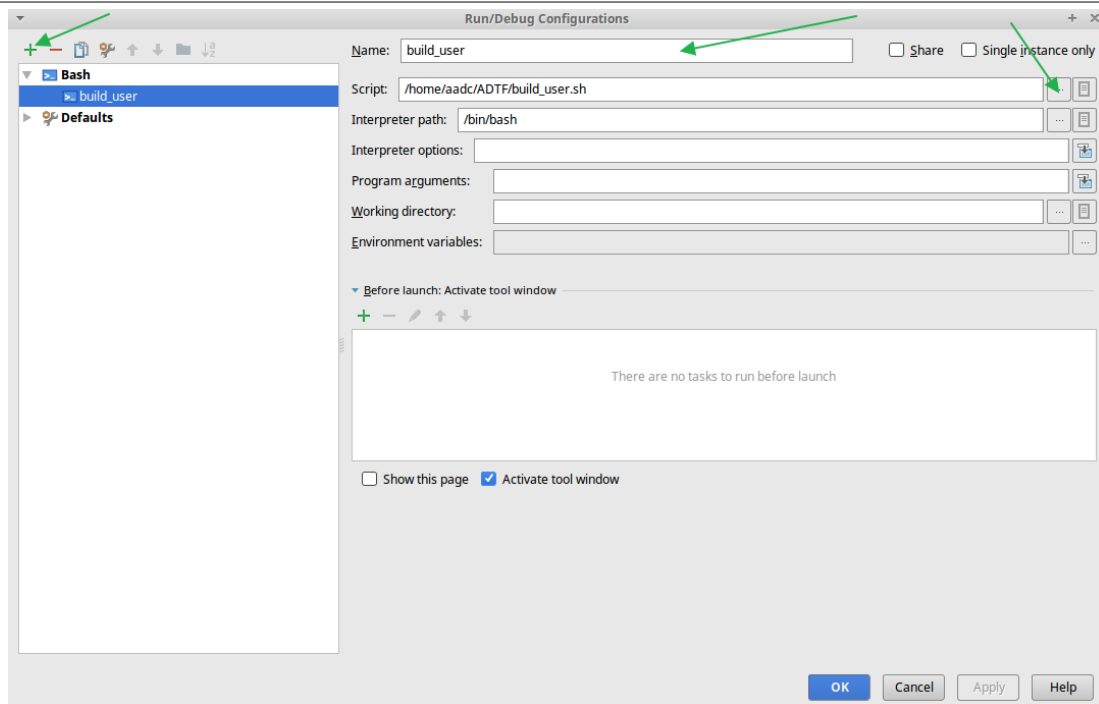 Run/Debug Configurations
Name: build_user Share Single instance only
Bash
build_user
Defaults
Script: /home/aadc/ADTF/build_user.sh ...
Interpreter path: /bin/bash ...
Interpreter options:
Program arguments:
Working directory: ...
Environment variables: ...
Before launch: Activate tool window
There are no tasks to run before launch
Show this page Activate tool window
OK Cancel Apply Help